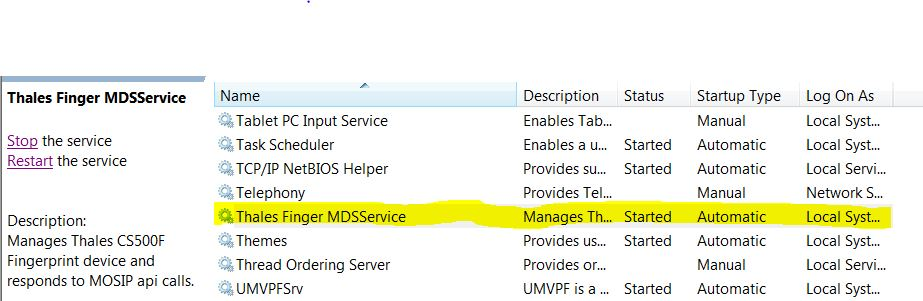 Thales Finger MDSService
Stop the service
Restart the service
Description:
Manages Thales CS500F
Fingerprint device and
responds to MOSIP api calls.
Name Description Status Startup Type Log On As
Tablet PC Input Service Enables Tab... Manual Local Syst...
Task Scheduler Enables a u... Started Automatic Local Syst...
TCP/IP NetBIOS Helper Provides su... Started Automatic Local Servi...
Telephony Provides Tel... Manual Network S...
Thales Finger MDSService Manages Th... Started Automatic Local Syst...
Themes Provides us... Started Automatic Local Syst...
Thread Ordering Server Provides or... Manual Local Servi...
UMVPFSrv UMVPF is a ... Started Automatic Local Syst...